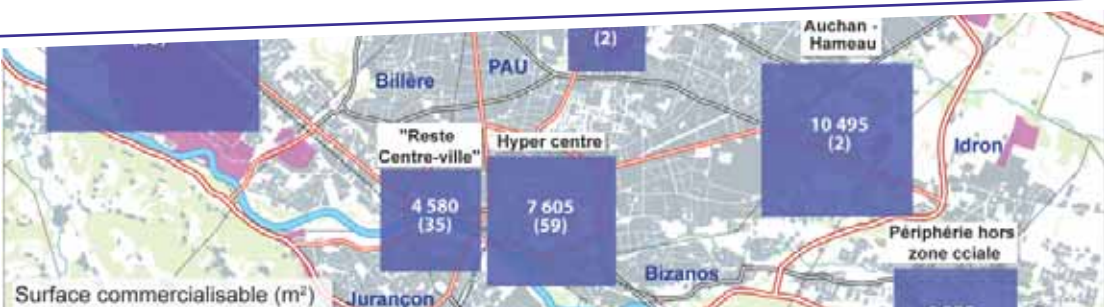 Auchan -
Hameau
(2)
PAU
Billère
10 495
(2)
"Reste
Centre-ville"
Hyper centre
Idron
4 580
(35)
7 605
(59)
Périphérie hors
zone cciale
Bizanos
Surface commercialisable (m²)
Jurançon